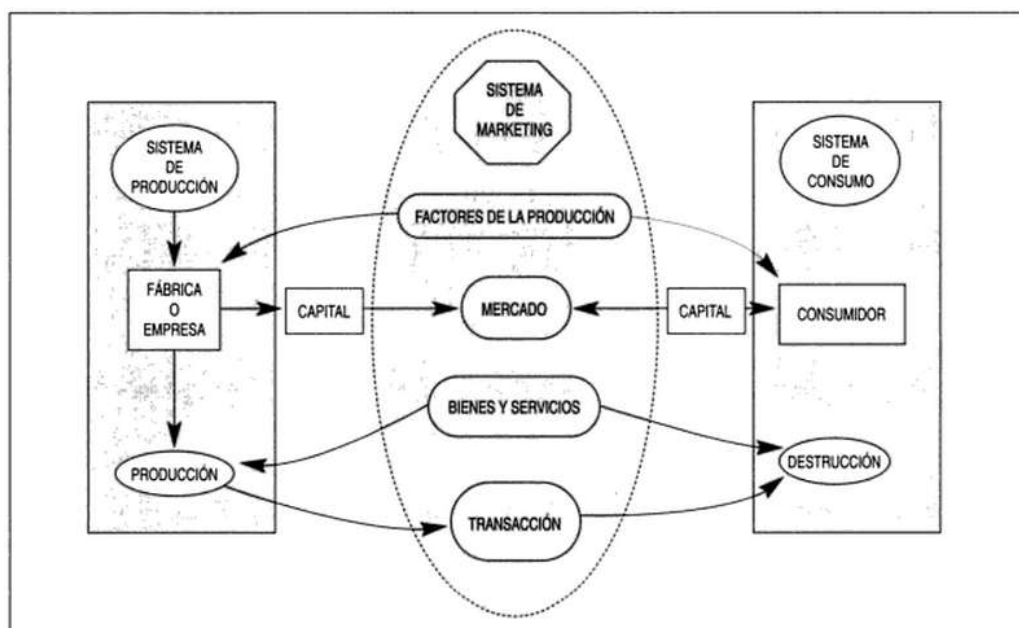 SISTEMA
DE
MARKETING
SISTEMA
DE
PRODUCCIÓN
SISTEMA
DE
CONSUMO
FACTORES DE LA PRODUCCIÓN
FÁBRICA
O
EMPRESA
CAPITAL
MERCADO
CAPITAL
CONSUMIDOR
BIENES Y SERVICIOS
PRODUCCIÓN
DESTRUCCIÓN
TRANSACCIÓN